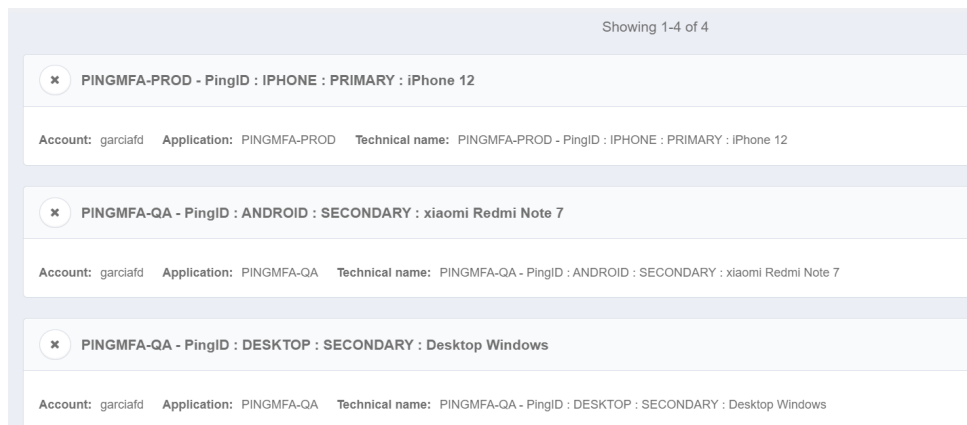 Showing 1-4 of 4
PINGMFA-PROD - PingID : IPHONE : PRIMARY : iPhone 12
Account: garciafd Application: PINGMFA-PROD Technical name: PINGMFA-PROD - PingID : IPHONE : PRIMARY : iPhone 12
PINGMFA-QA - PingID : ANDROID : SECONDARY : xiaomi Redmi Note 7
Account: garciafd Application: PINGMFA-QA Technical name: PINGMFA-QA - PingID : ANDROID : SECONDARY : xiaomi Redmi Note 7
PINGMFA-QA - PingID : DESKTOP : SECONDARY : Desktop Windows
Account: garciafd Application: PINGMFA-QA Technical name: PINGMFA-QA - PingID : DESKTOP : SECONDARY : Desktop Windows